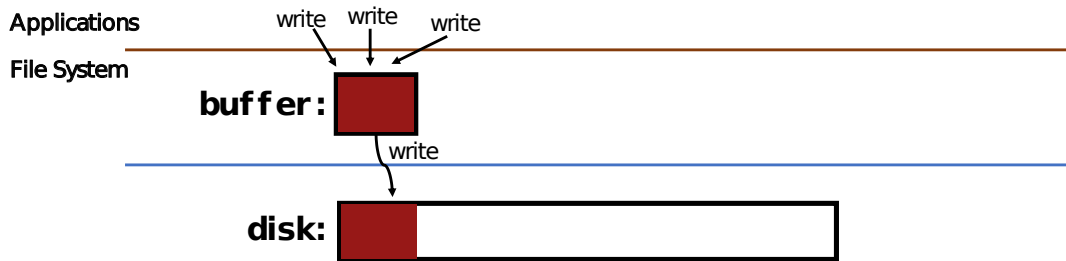 Applications
write
write
write
File System
buffer:
write
disk: